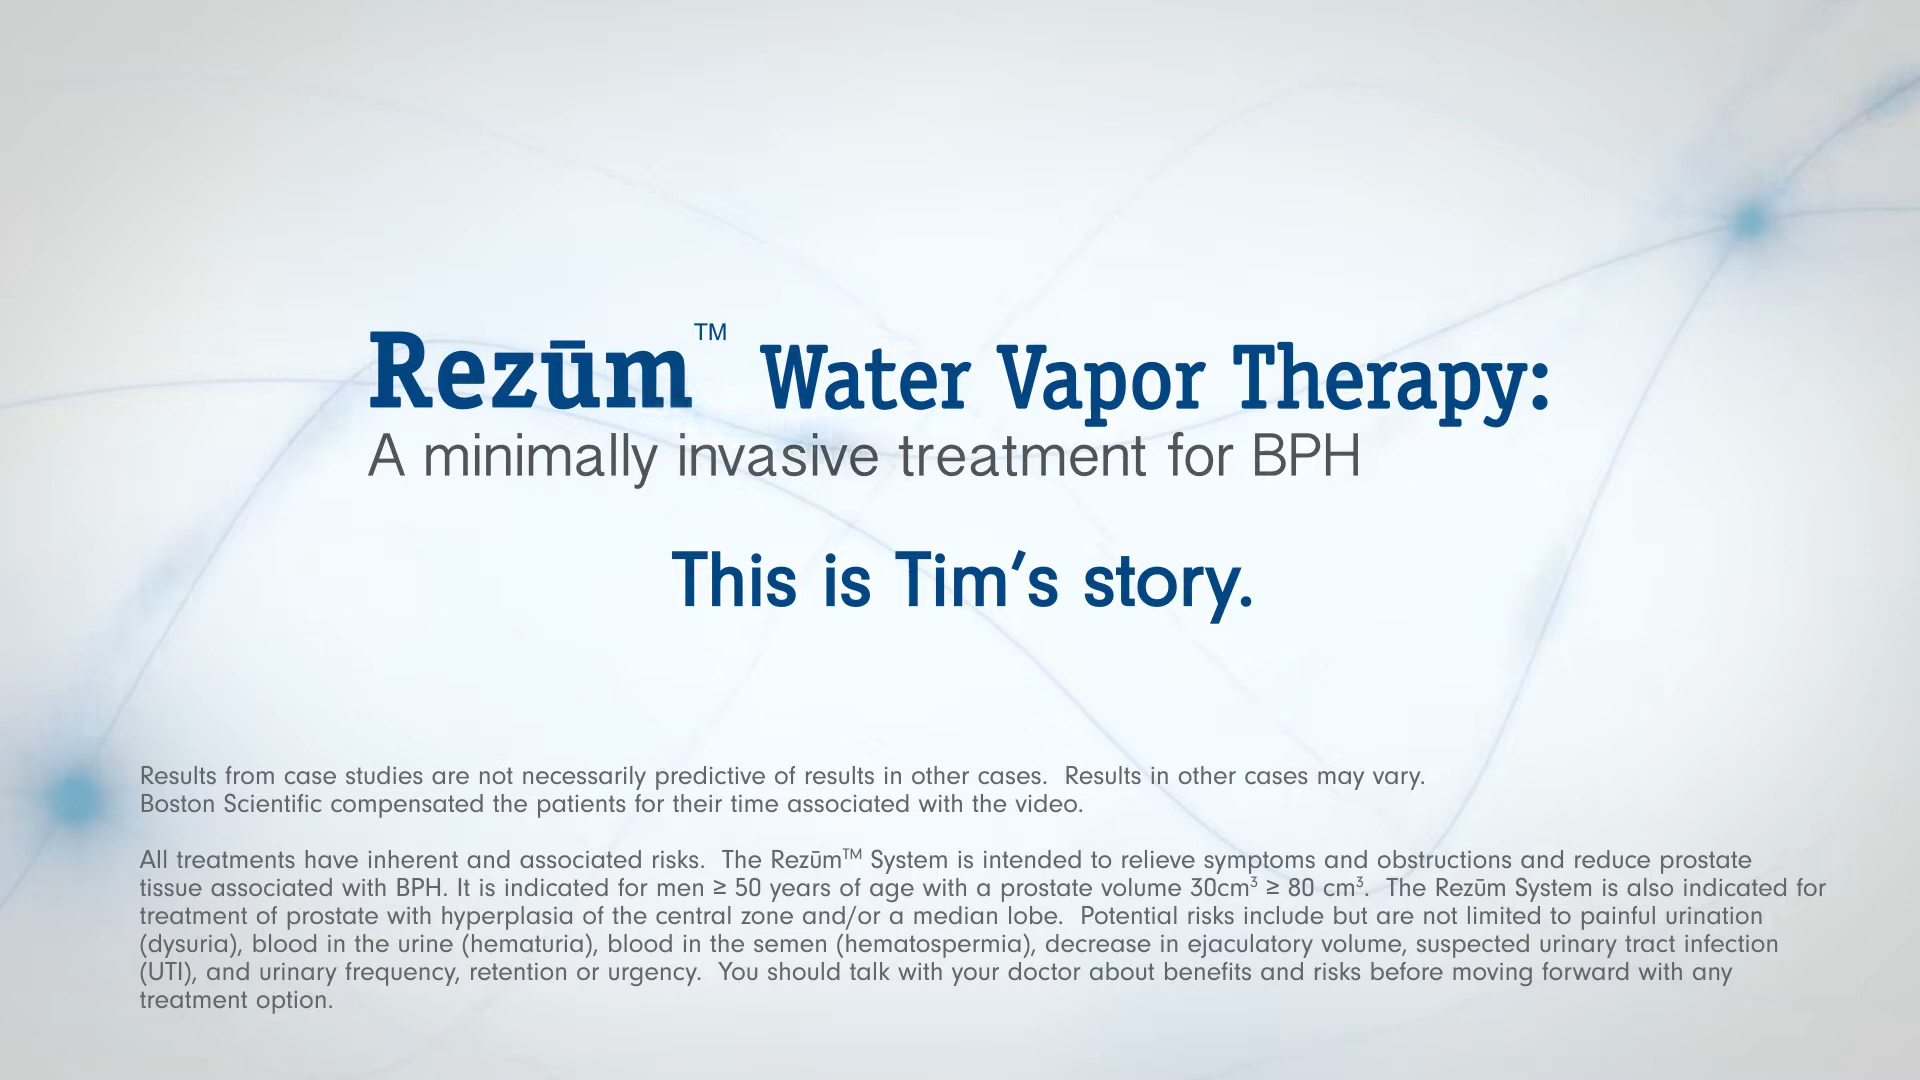 Rezūm™ Water Vapor Therapy:
A minimally invasive treatment for BPH
This is Tim’s story.
Results from case studies are not necessarily predictive of results in other cases.  Results in other cases may vary.
Boston Scientific compensated the patients for their time associated with the video.
All treatments have inherent and associated risks.  The Rezūm™ System is intended to relieve symptoms and obstructions and reduce prostate
tissue associated with BPH. It is indicated for men ≥ 50 years of age with a prostate volume 30cm³ ≥ 80 cm³.  The Rezūm System is also indicated for
treatment of prostate with hyperplasia of the central zone and/or a median lobe.  Potential risks include but are not limited to painful urination
(dysuria), blood in the urine (hematuria), blood in the semen (hematospermia), decrease in ejaculatory volume, suspected urinary tract infection
(UTI), and urinary frequency, retention or urgency.  You should talk with your doctor about benefits and risks before moving forward with any
treatment option.